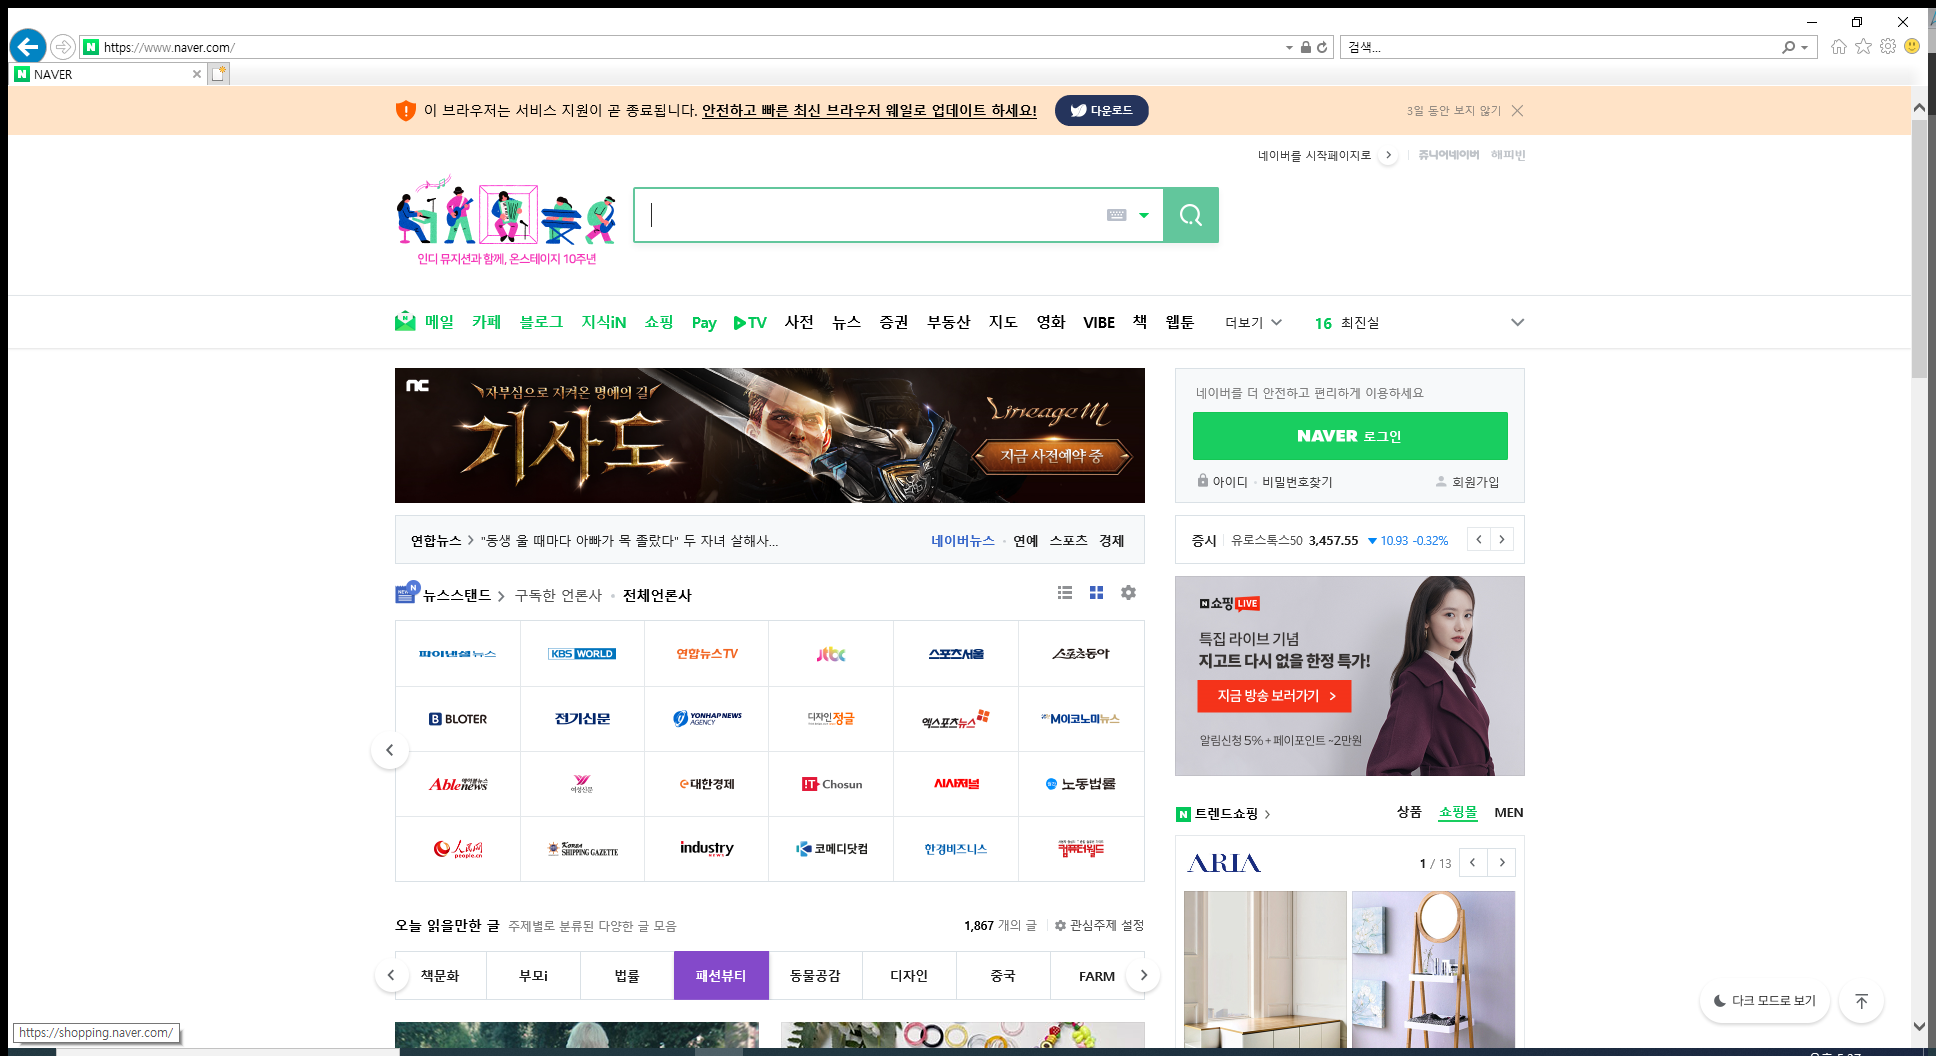 https://www.naver.com/
검색...
NAVER
이 브라우저는 서비스 지원이 곧 종료됩니다. 안전하고 빠른 최신 브라우저 웨일로 업데이트 하세요! 다운로드
3일 동안 보지 않기
네이버를 시작페이지로 쥬니어네이버 해피빈
인디 뮤지션과 함께, 온스테이지 10주년
메일 카페 블로그 지식iN 쇼핑 Pay TV 사전 뉴스 증권 부동산 지도 영화 VIBE 책 웹툰 더보기 16 최진실
nc
자부심으로 지켜온 명예의 길
기사도
Lineage M
지금 사전예약 중
네이버를 더 안전하고 편리하게 이용하세요
NAVER 로그인
아이디 · 비밀번호찾기 회원가입
연합뉴스 > "동생 울 때마다 아빠가 목 졸랐다" 두 자녀 살해사... 네이버뉴스 · 연예 스포츠 경제
증시 유로스톡스50 3,457.55 ▼ 10.93 -0.32%
NEW N 뉴스스탠드 > 구독한 언론사 · 전체언론사
N쇼핑 LIVE
특집 라이브 기념
지고트 다시 없을 한정 특가!
지금 방송 보러가기 >
알림신청 5% + 페이포인트 ~2만원
파이낸셜뉴스 KBS WORLD 연합뉴스TV jtbc 스포츠서울 스포츠동아
B BLOTER 전기신문 YONHAP NEWS AGENCY 디자인정글 엑스포츠뉴스 M이코노미뉴스
에이블뉴스 Ablenews 여성신문 e대한경제 IT Chosun 시사저널 노동법률
人民网 people.cn Korea SHIPPING GAZETTE industry NEWS 코메디닷컴 한경비즈니스 컴퓨터월드
N 트렌드쇼핑 > 상품 쇼핑몰 MEN
ARIA 1 / 13
오늘 읽을만한 글 주제별로 분류된 다양한 글 모음 1,867 개의 글 관심주제 설정
책문화 부모i 법률 패션뷰티 동물공감 디자인 중국 FARM
다크 모드로 보기
https://shopping.naver.com/